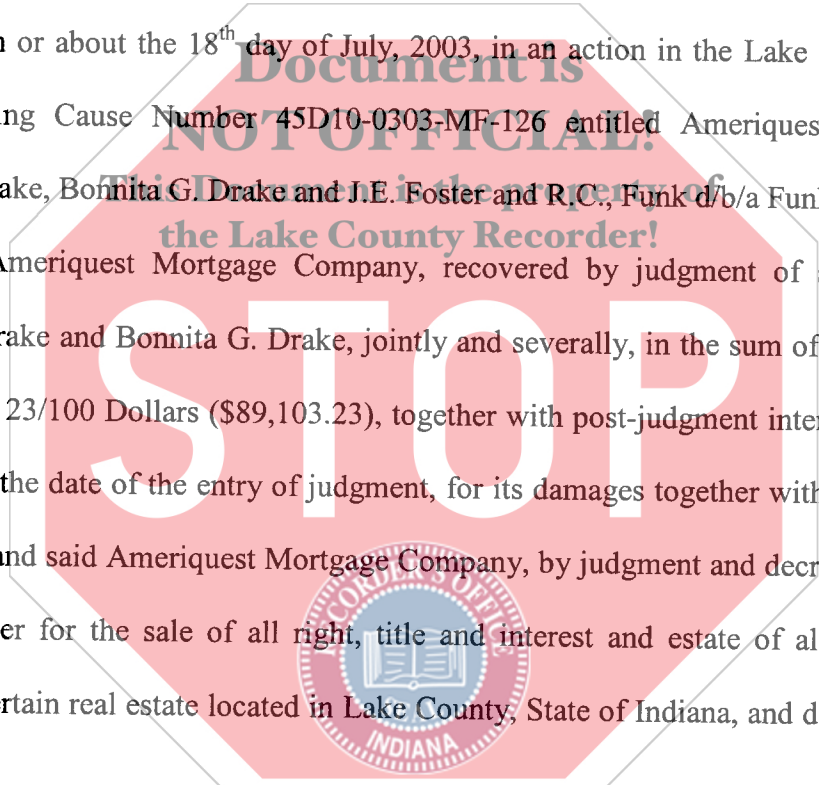 or about the 18th day of July, 2003, in an action in the Lake
Document is
ng Cause Number 45D10-0303-MF-126 entitled Ameriques
NOT OFFICIAL!
ake, Bonnita G. Drake and J.E. Foster and R.C., Funk d/b/a Fun
This Document is the property of
the Lake County Recorder!
Ameriquest Mortgage Company, recovered by judgment of
rake and Bonnita G. Drake, jointly and severally, in the sum of
23/100 Dollars ($89,103.23), together with post-judgment inte
the date of the entry of judgment, for its damages together with
STOP
and said Ameriquest Mortgage Company, by judgment and decr
RECORDER'S OFFICE
er for the sale of all right, title and interest and estate of al
rtain real estate located in Lake County, State of Indiana, and d
INDIANA